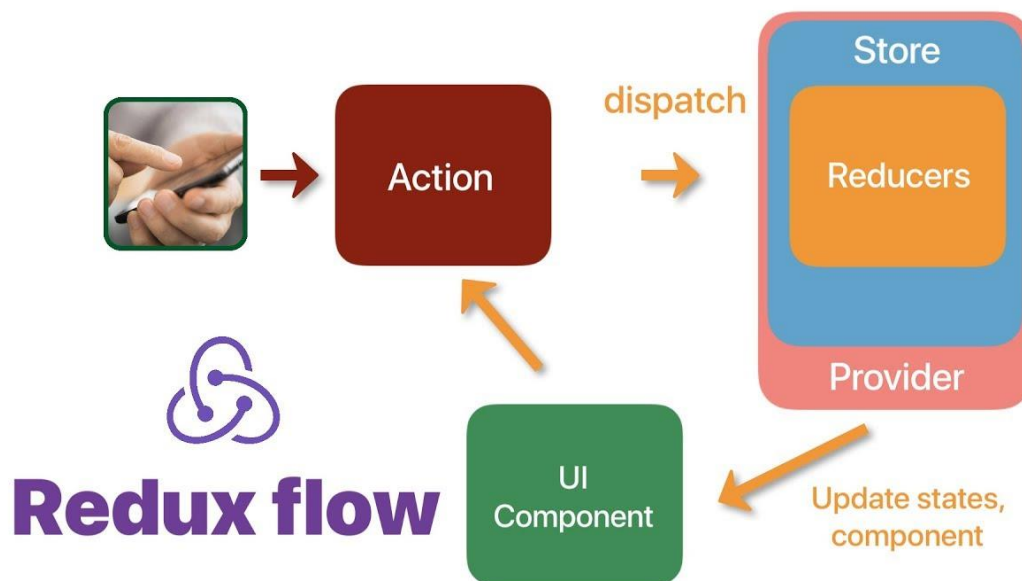 Store
dispatch
Action
Reducers
Provider
UI
Component
Update states,
component
Redux flow